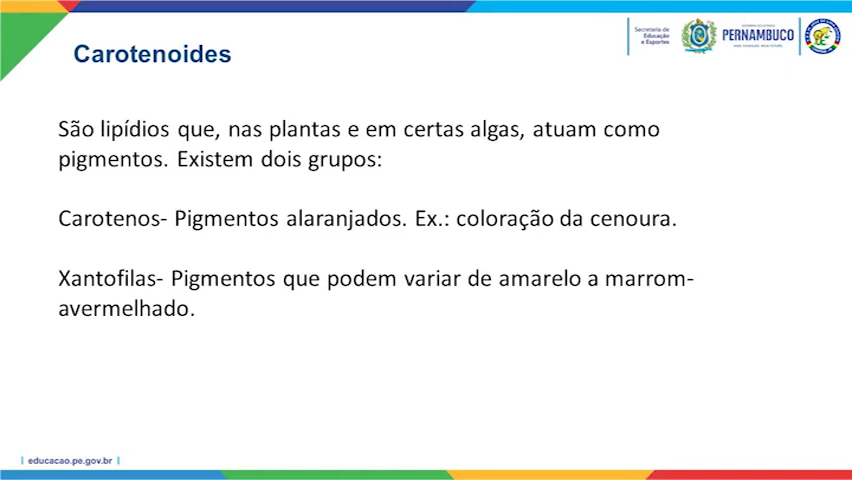 Carotenoides
Secretaria de
Educação
e Esportes
PERNAMBUCO
São lipídios que, nas plantas e em certas algas, atuam como
pigmentos. Existem dois grupos:
Carotenos- Pigmentos alaranjados. Ex.: coloração da cenoura.
Xantofilas- Pigmentos que podem variar de amarelo a marrom-
avermelhado.
educacao.pe.gov.br